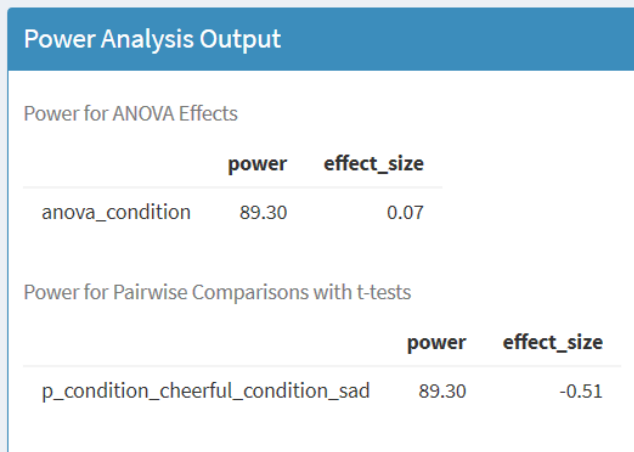 Power Analysis Output
Power for ANOVA Effects
power effect_size
anova_condition 89.30 0.07
Power for Pairwise Comparisons with t-tests
power effect_size
p_condition_cheerful_condition_sad 89.30 -0.51